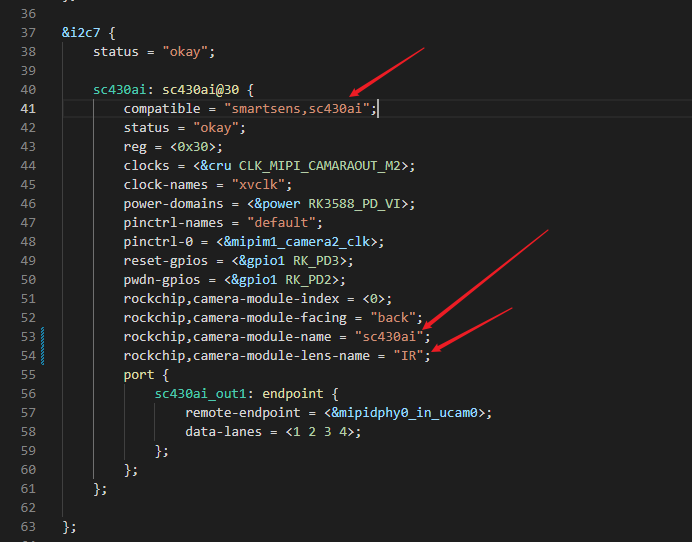 36
37 &i2c7 {
38 status = "okay";
39
40 sc430ai: sc430ai@30 {
41 compatible = "smartsens,sc430ai";
42 status = "okay";
43 reg = <0x30>;
44 clocks = <&cru CLK_MIPI_CAMARAOUT_M2>;
45 clock-names = "xvclk";
46 power-domains = <&power RK3588_PD_VI>;
47 pinctrl-names = "default";
48 pinctrl-0 = <&mipim1_camera2_clk>;
49 reset-gpios = <&gpio1 RK_PD3>;
50 pwdn-gpios = <&gpio1 RK_PD2>;
51 rockchip,camera-module-index = <0>;
52 rockchip,camera-module-facing = "back";
53 rockchip,camera-module-name = "sc430ai";
54 rockchip,camera-module-lens-name = "IR";
55 port {
56 sc430ai_out1: endpoint {
57 remote-endpoint = <&mipidphy0_in_ucam0>;
58 data-lanes = <1 2 3 4>;
59 };
60 };
61 };
62
63 };